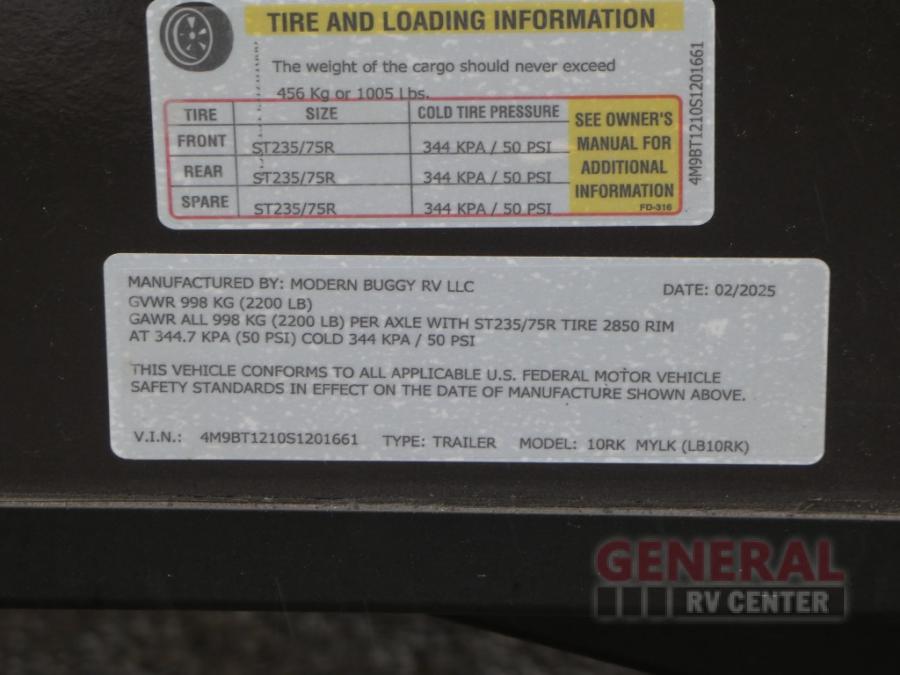 TIRE AND LOADING INFORMATION
The weight of the cargo should never exceed
456 Kg or 1005 Lbs.
TIRE SIZE COLD TIRE PRESSURE
FRONT ST235/75R 344 KPA / 50 PSI
REAR ST235/75R 344 KPA / 50 PSI
SPARE ST235/75R 344 KPA / 50 PSI
SEE OWNER'S
MANUAL FOR
ADDITIONAL
INFORMATION
FD-316
4M9BT1210S1201661
MANUFACTURED BY: MODERN BUGGY RV LLC DATE: 02/2025
GVWR 998 KG (2200 LB)
GAWR ALL 998 KG (2200 LB) PER AXLE WITH ST235/75R TIRE 2850 RIM
AT 344.7 KPA (50 PSI) COLD 344 KPA / 50 PSI
THIS VEHICLE CONFORMS TO ALL APPLICABLE U.S. FEDERAL MOTOR VEHICLE
SAFETY STANDARDS IN EFFECT ON THE DATE OF MANUFACTURE SHOWN ABOVE.
V.I.N.: 4M9BT1210S1201661 TYPE: TRAILER MODEL: 10RK MYLK (LB10RK)
GENERAL
RV CENTER